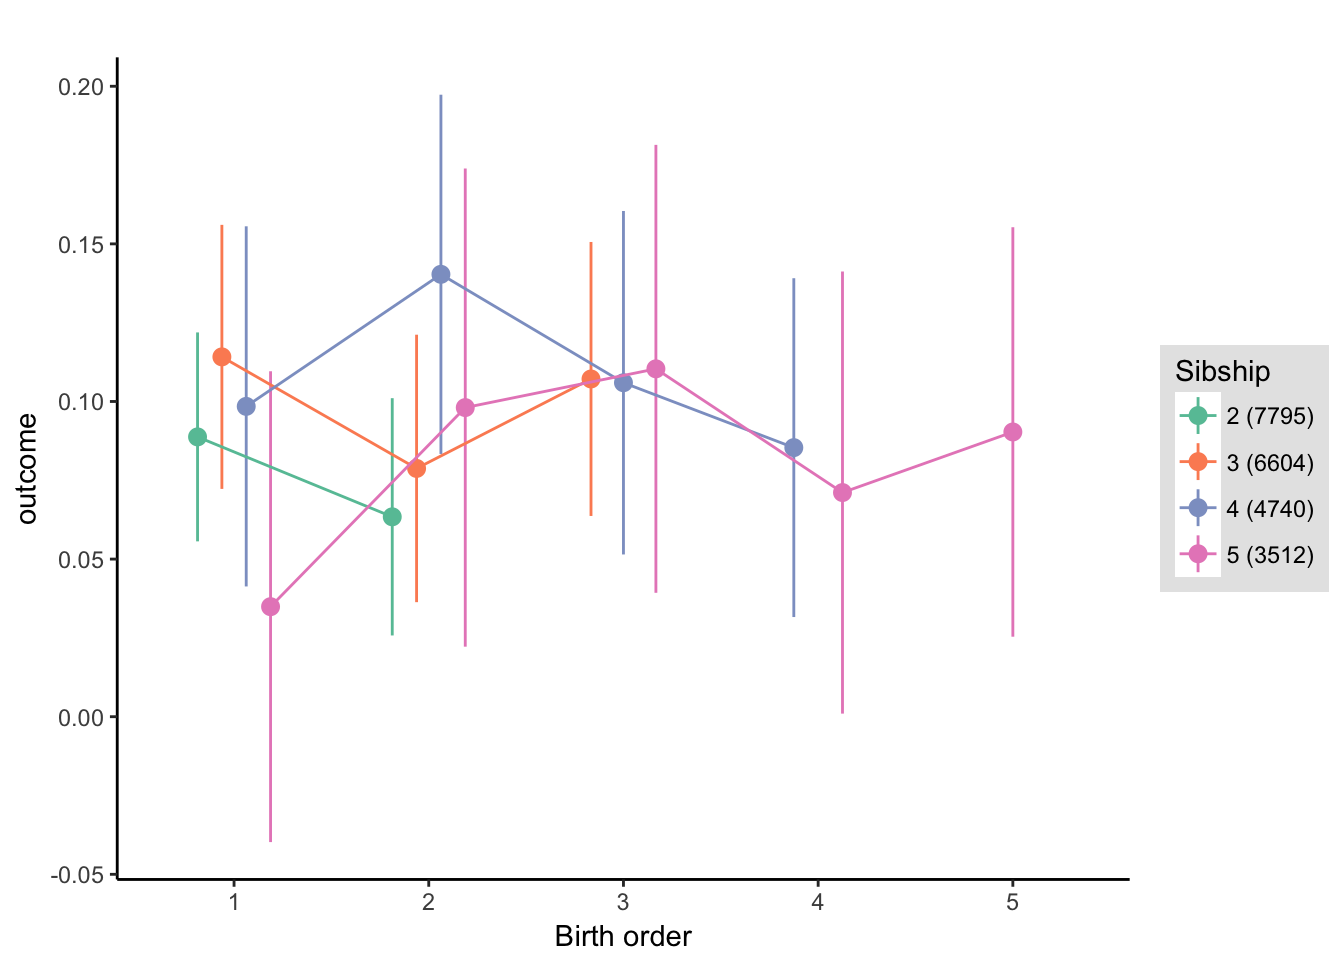 0.20
0.15
0.10
0.05
0.00
-0.05
outcome
1 2 3 4 5
Birth order
Sibship
2 (7795)
3 (6604)
4 (4740)
5 (3512)